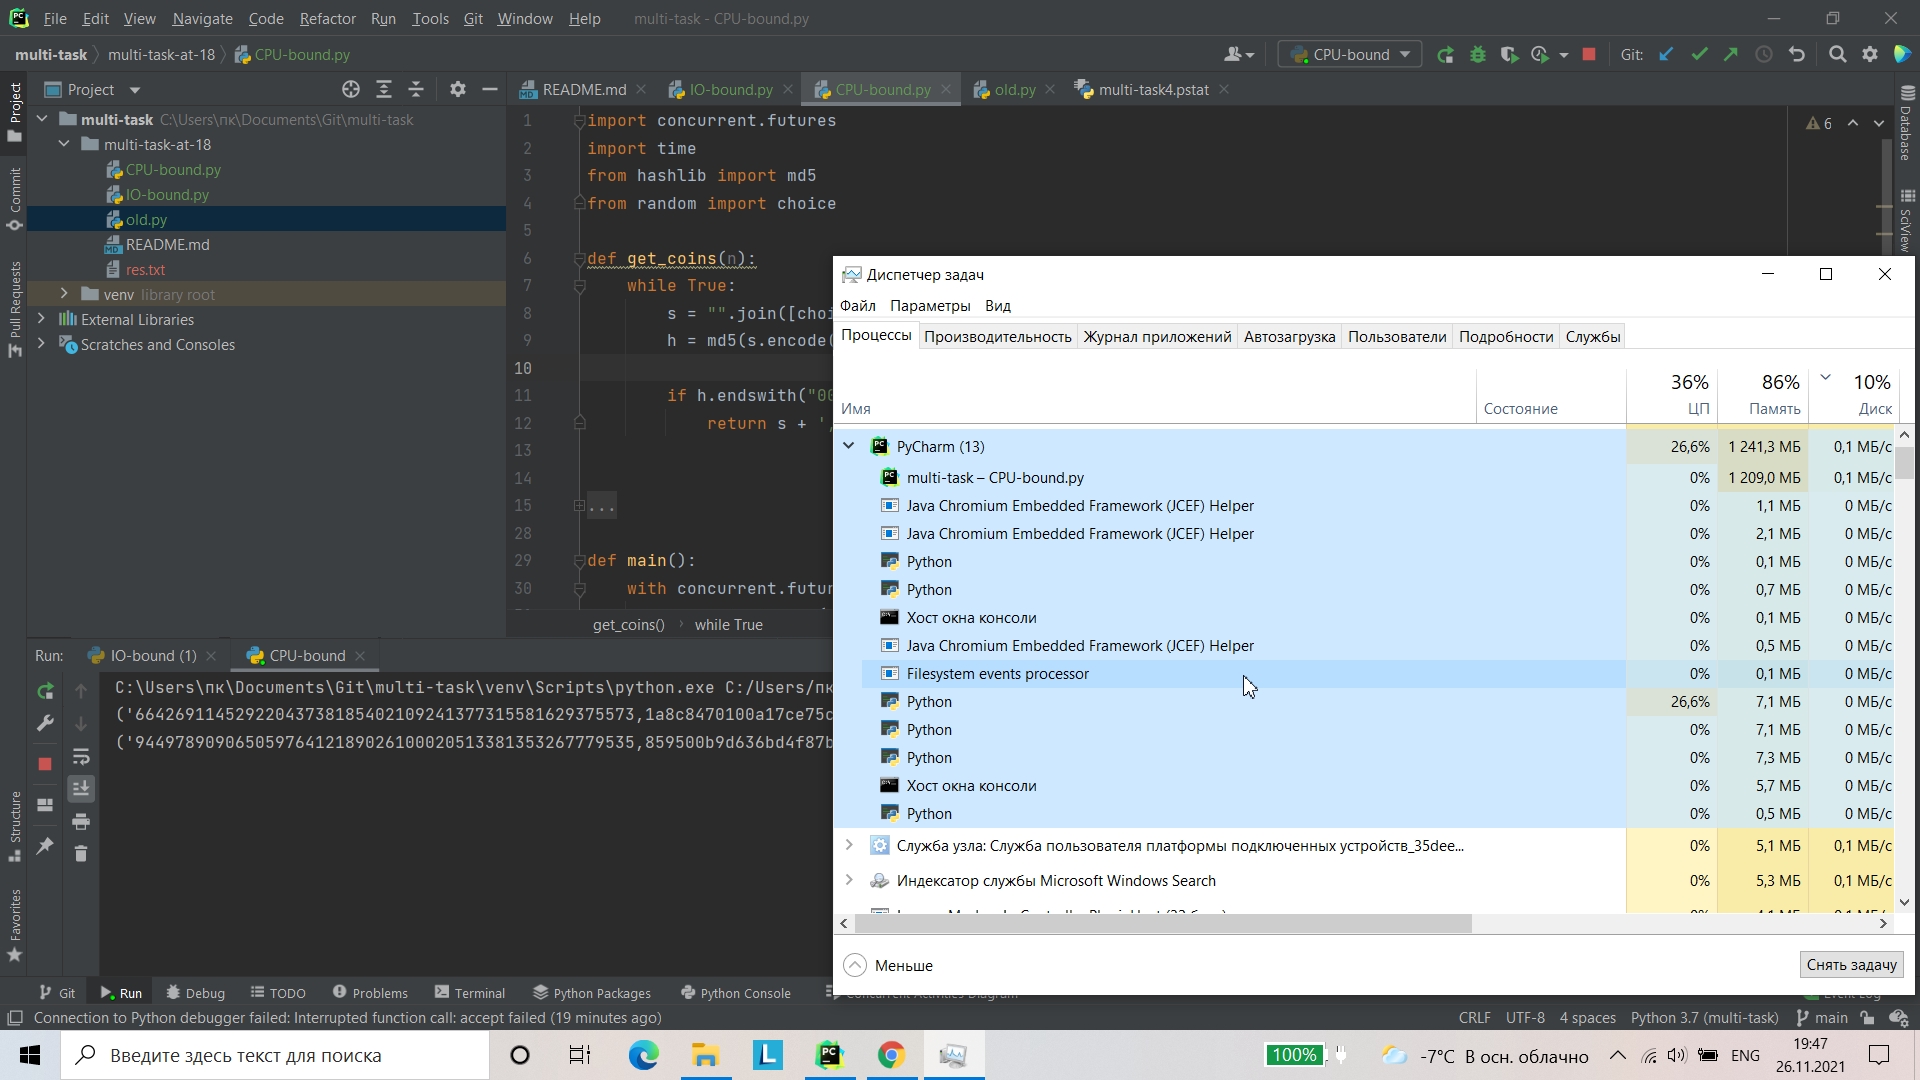 File Edit View Navigate Code Refactor Run Tools Git Window Help multi-task - CPU-bound.py
multi-task multi-task-at-18 CPU-bound.py CPU-bound Git:
Project
README.md IO-bound.py CPU-bound.py old.py multi-task4.pstat
multi-task C:\Users\пк\Documents\Git\multi-task
multi-task-at-18
CPU-bound.py
IO-bound.py
old.py
README.md
res.txt
venv library root
External Libraries
Scratches and Consoles
Project
Commit
Pull Requests
Structure
Favorites
Database
SciView
6
1 import concurrent.futures
2 import time
3 from hashlib import md5
4 from random import choice
5
6 def get_coins(n):
7 while True:
8 s = "".join([choi
9 h = md5(s.encode(
10
11 if h.endswith("00
12 return s + '
13
14
15 ...
28
29 def main():
30 with concurrent.futur
get_coins() while True
Диспетчер задач
Файл Параметры Вид
Процессы Производительность Журнал приложений Автозагрузка Пользователи Подробности Службы
36% 86% 10%
Имя Состояние ЦП Память Диск
PyCharm (13) 26,6% 1 241,3 МБ 0,1 МБ/с
multi-task – CPU-bound.py 0% 1 209,0 МБ 0,1 МБ/с
Java Chromium Embedded Framework (JCEF) Helper 0% 1,1 МБ 0 МБ/с
Java Chromium Embedded Framework (JCEF) Helper 0% 2,1 МБ 0 МБ/с
Python 0% 0,1 МБ 0 МБ/с
Python 0% 0,7 МБ 0 МБ/с
Хост окна консоли 0% 0,1 МБ 0 МБ/с
Java Chromium Embedded Framework (JCEF) Helper 0% 0,5 МБ 0 МБ/с
Filesystem events processor 0% 0,1 МБ 0 МБ/с
Python 26,6% 7,1 МБ 0 МБ/с
Python 0% 7,1 МБ 0 МБ/с
Python 0% 7,3 МБ 0 МБ/с
Хост окна консоли 0% 5,7 МБ 0 МБ/с
Python 0% 0,5 МБ 0 МБ/с
Служба узла: Служба пользователя платформы подключенных устройств_35dee... 0% 5,1 МБ 0,1 МБ/с
Индексатор службы Microsoft Windows Search 0% 5,3 МБ 0,1 МБ/с
Меньше Снять задачу
Run: IO-bound (1) CPU-bound
C:\Users\пк\Documents\Git\multi-task\venv\Scripts\python.exe C:/Users/пк
('66426911452922043738185402109241377315581629375573,1a8c8470100a17ce75c
('94497890906505976412189026100020513381353267779535,859500b9d636bd4f87b
Git Run Debug TODO Problems Terminal Python Packages Python Console
Connection to Python debugger failed: Interrupted function call: accept failed (19 minutes ago) CRLF UTF-8 4 spaces Python 3.7 (multi-task) main
Введите здесь текст для поиска 100% -7°C В осн. облачно ENG
19:47
26.11.2021